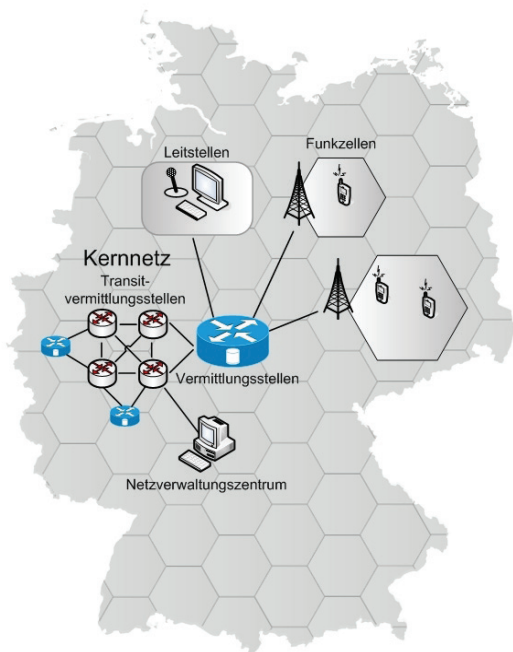 Leitstellen
Funkzellen
Kernnetz
Transit-
vermittlungsstellen
Vermittlungsstellen
Netzverwaltungszentrum